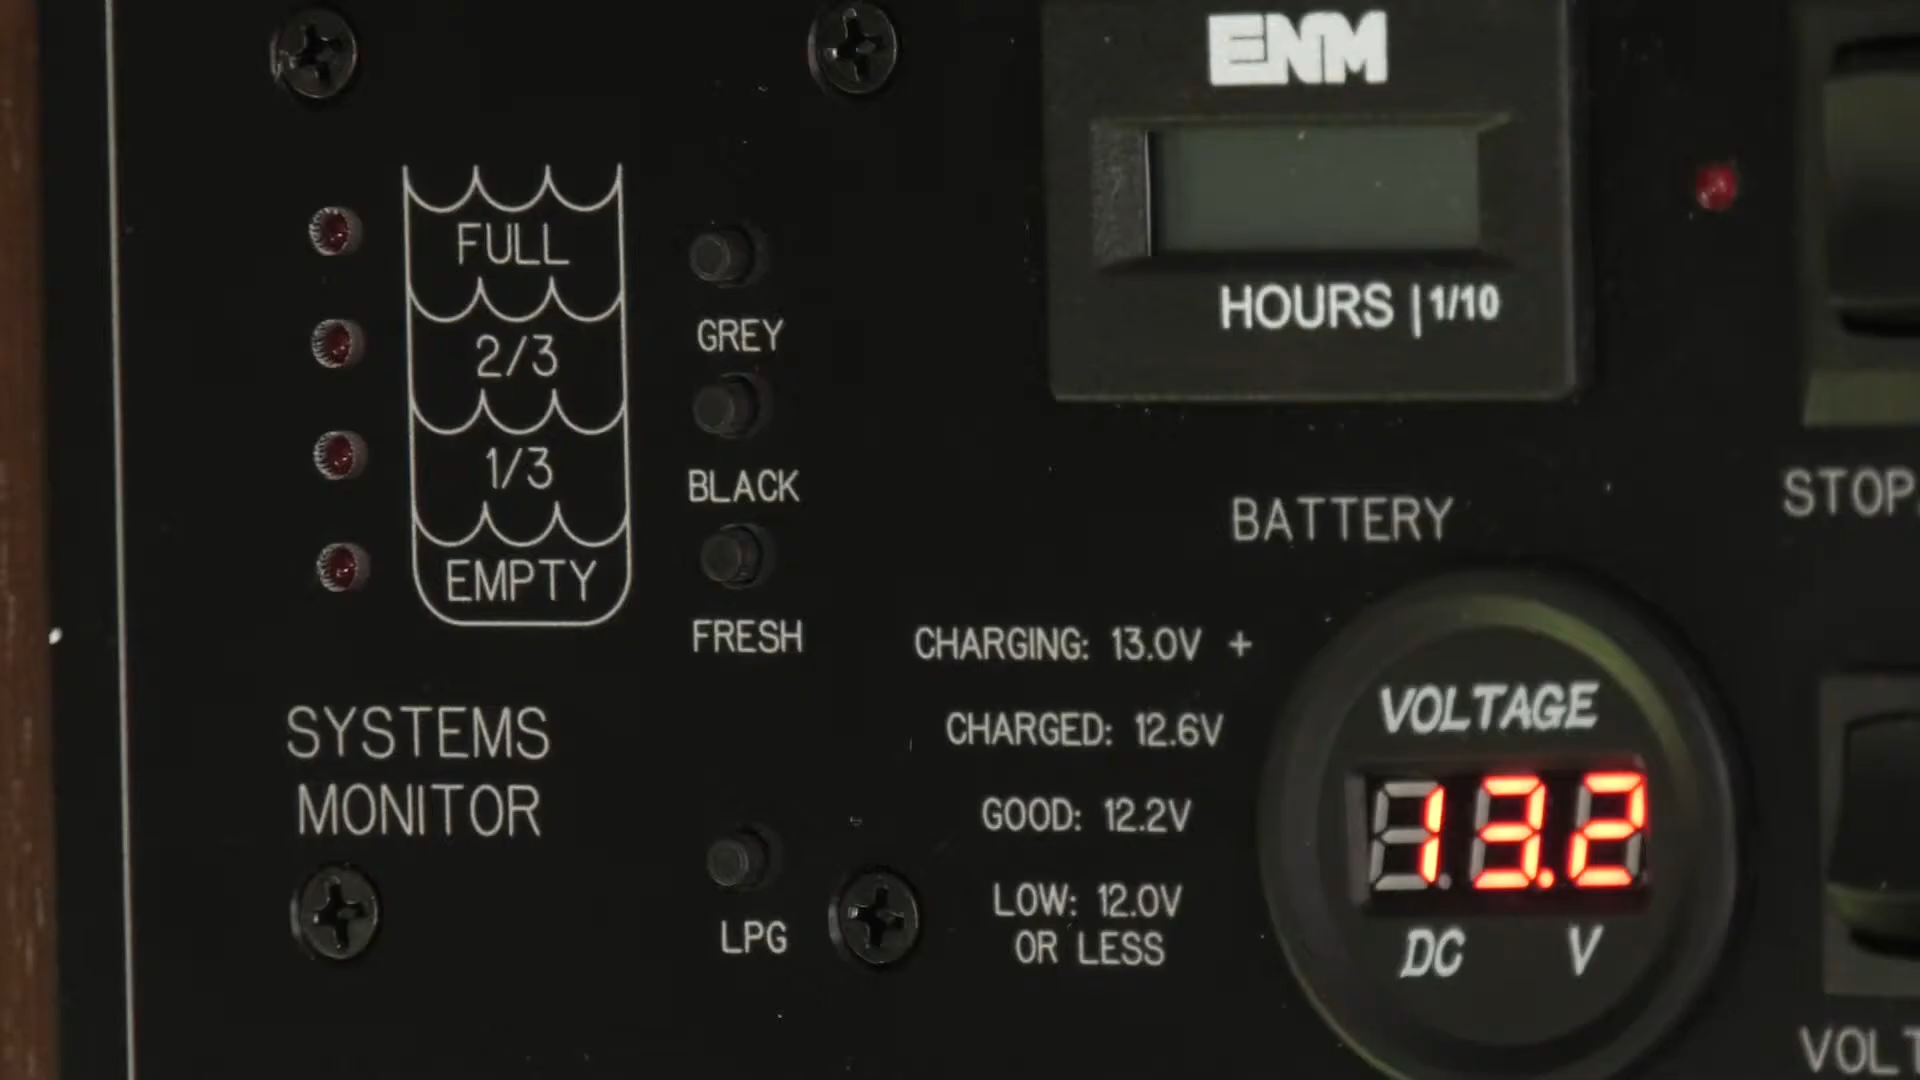 ENM
HOURS | 1/10
FULL
2/3
1/3
EMPTY
GREY
BLACK
FRESH
SYSTEMS
MONITOR
LPG
BATTERY
CHARGING: 13.0V +
CHARGED: 12.6V
GOOD: 12.2V
LOW: 12.0V
OR LESS
VOLTAGE
13.2
DC V
STOP
VOLT